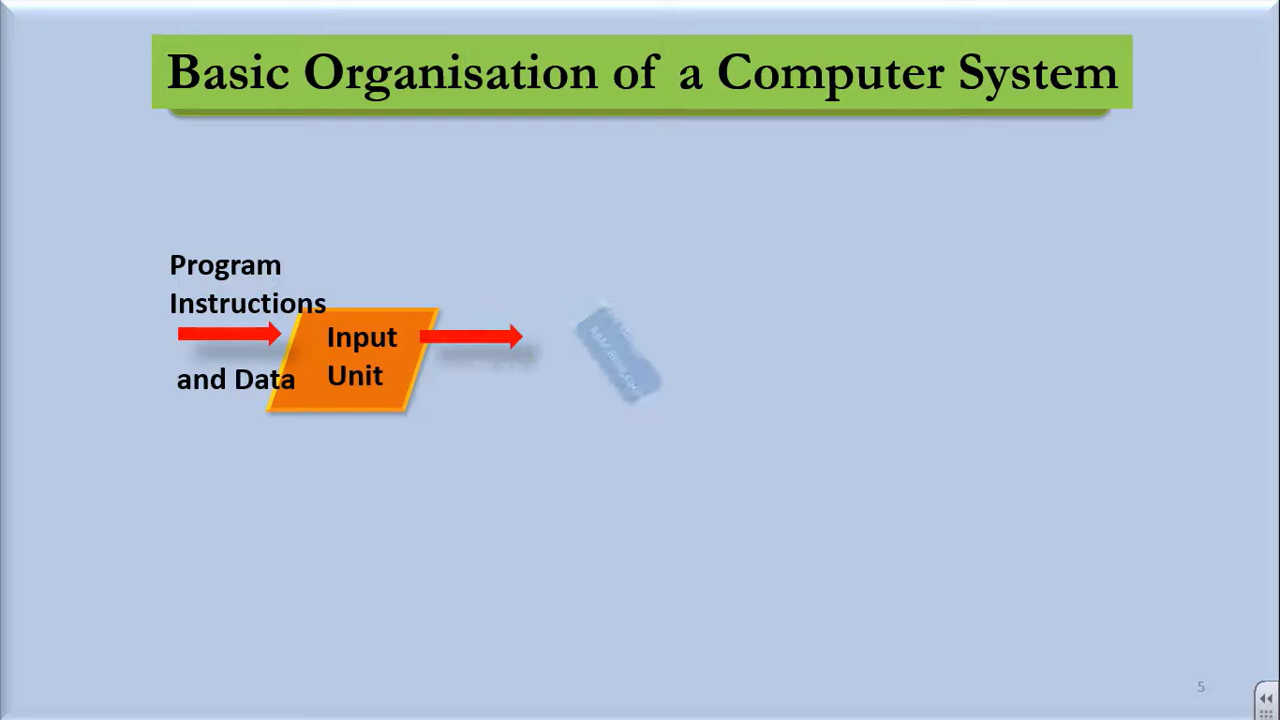 Basic Organisation of a Computer System
Program
Instructions
Input
Unit
and Data
5